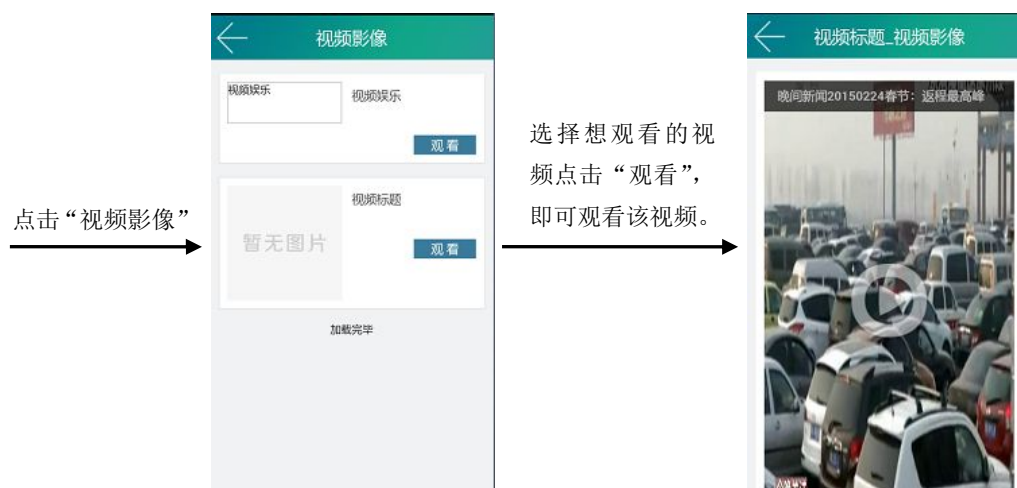 点击“视频影像”
视频影像
视频娱乐
视频娱乐
观看
视频标题
暂无图片
观看
加载完毕
选择想观看的视
频点击“观看”，
即可观看该视频。
视频标题_视频影像
晚间新闻20150224春节：返程最高峰